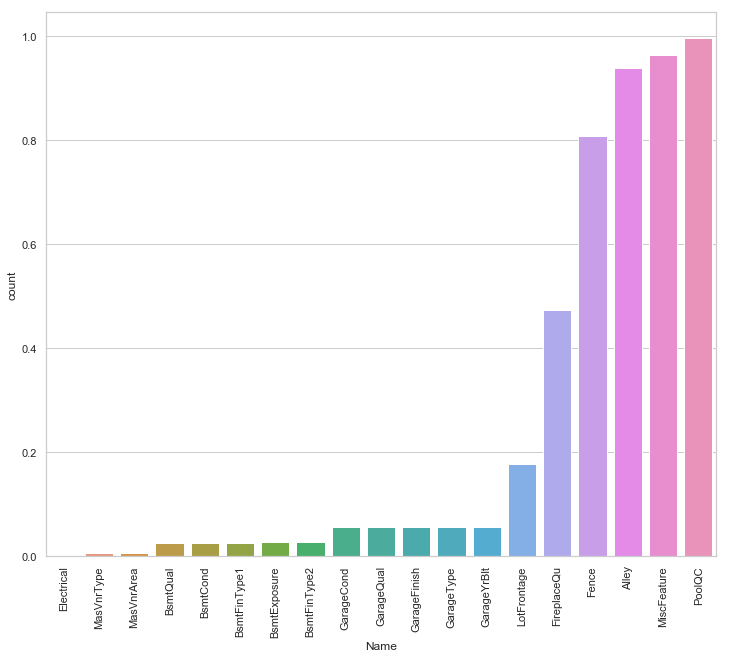 1.0
0.8
0.6
0.4
0.2
0.0
count
Electrical
MasVnrType
MasVnrArea
BsmtQual
BsmtCond
BsmtFinType1
BsmtExposure
BsmtFinType2
GarageCond
GarageQual
GarageFinish
GarageType
GarageYrBlt
LotFrontage
FireplaceQu
Fence
Alley
MiscFeature
PoolQC
Name